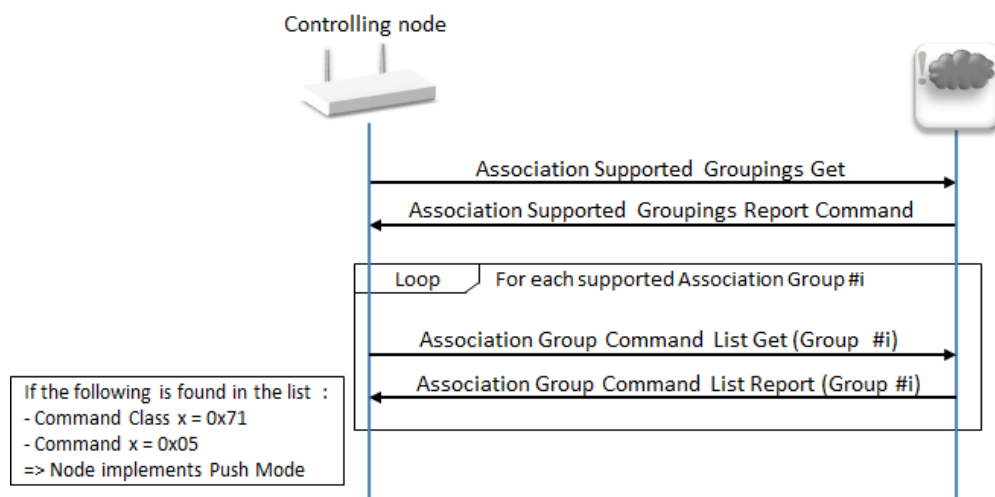 Controlling node
Association Supported Groupings Get
Association Supported Groupings Report Command
Loop
For each supported Association Group #i
Association Group Command List Get (Group #i)
Association Group Command List Report (Group #i)
If the following is found in the list :
- Command Class x = 0x71
- Command x = 0x05
=> Node implements Push Mode